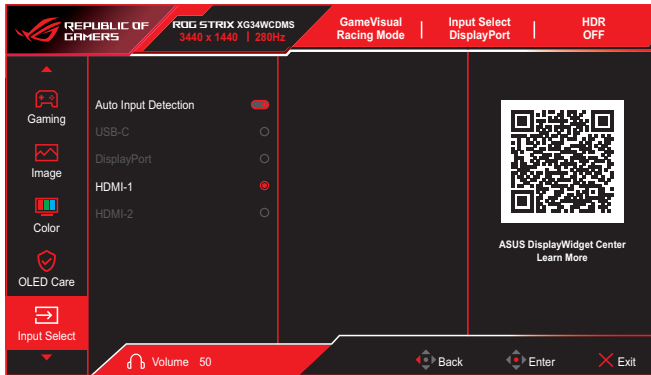 REPUBLIC OF
GAMERS
ROG STRIX XG34WCDMS
3440 x 1440 | 280Hz
GameVisual
Racing Mode
Input Select
DisplayPort
HDR
OFF
Gaming
Image
Color
OLED Care
Input Select
Auto Input Detection
USB-C
DisplayPort
HDMI-1
HDMI-2
ASUS DisplayWidget Center
Learn More
Volume 50
Back
Enter
Exit